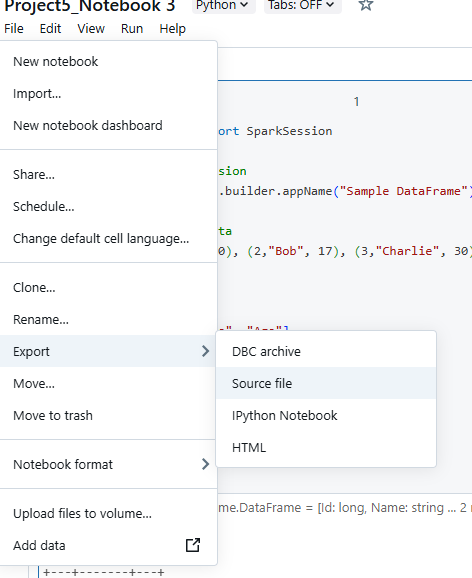 Project5_Notebook 3 Python Tabs: OFF
File Edit View Run Help
New notebook
Import...
New notebook dashboard
Share...
Schedule...
Change default cell language...
Clone...
Rename...
Export
Move...
Move to trash
Notebook format
Upload files to volume...
Add data
DBC archive
Source file
IPython Notebook
HTML
1
ort SparkSession
sion
.builder.appName("Sample DataFrame")
ta
0), (2,"Bob", 17), (3,"Charlie", 30)
me.DataFrame = [Id: long, Name: string ... 2
+---+-------+---+